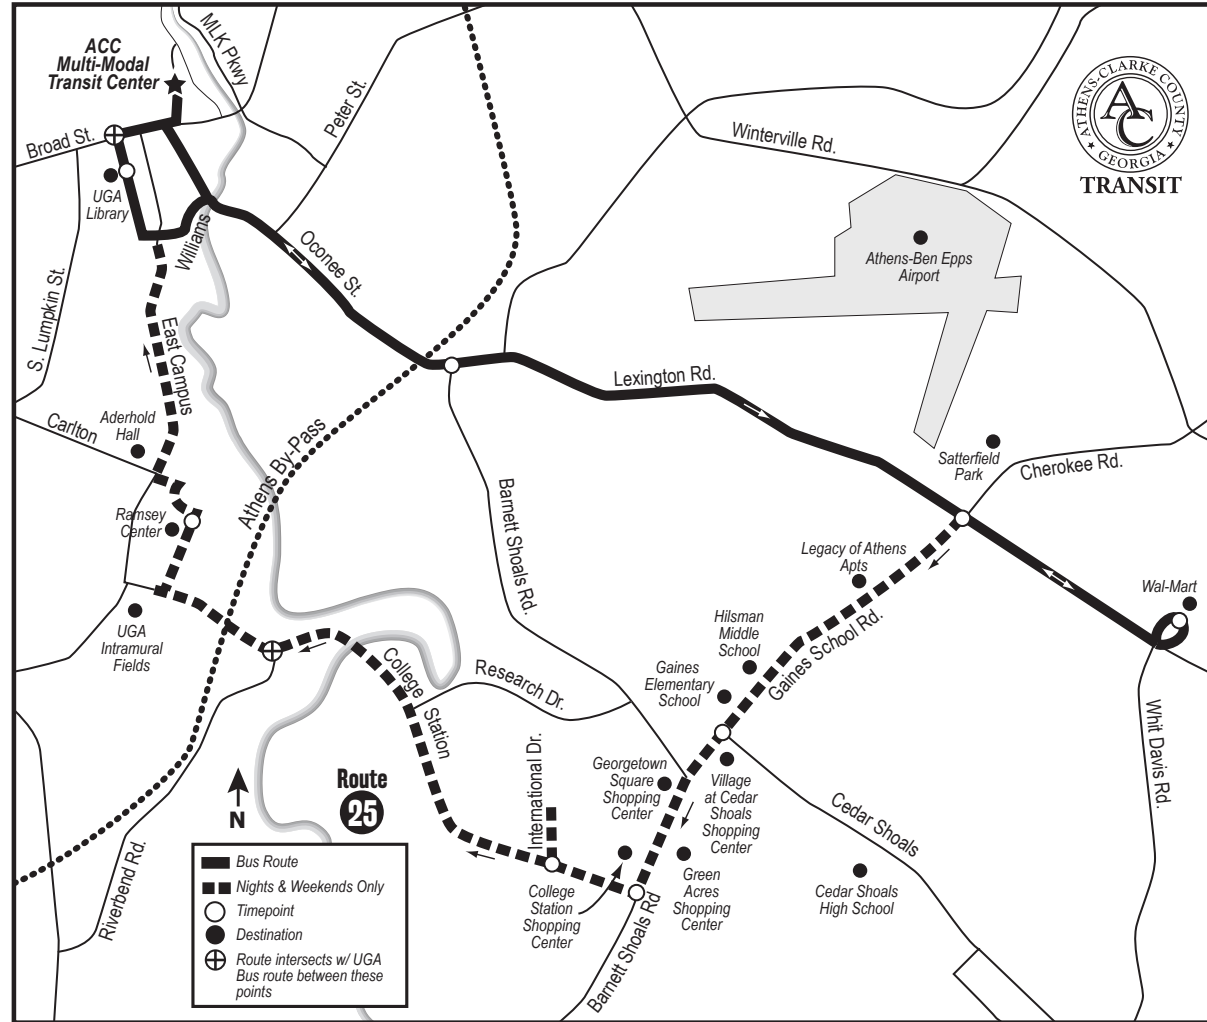 ACC
Multi-Modal
Transit Center
MLK Pkwy
Peter St.
Broad St.
UGA
Library
Williams
Oconee St.
S. Lumpkin St.
East Campus
Winterville Rd.
ATHENS-CLARKE COUNTY
AC
GEORGIA
TRANSIT
Athens-Ben Epps
Airport
Lexington Rd.
Carlton
Aderhold
Hall
Athens By-Pass
Satterfield
Park
Cherokee Rd.
Ramsey
Center
Barnett Shoals Rd.
Legacy of Athens
Apts
Wal-Mart
UGA
Intramural
Fields
Hilsman
Middle
School
Gaines School Rd.
Gaines
Elementary
School
College Station
Research Dr.
Whit Davis Rd.
International Dr.
Georgetown
Square
Shopping
Center
Village
at Cedar
Shoals
Shopping
Center
Cedar Shoals
N
Route
25
Riverbend Rd.
Bus Route
Nights & Weekends Only
Timepoint
Destination
Route intersects w/ UGA
Bus route between these
points
College
Station
Shopping
Center
Green
Acres
Shopping
Center
Cedar Shoals
High School
Barnett Shoals Rd